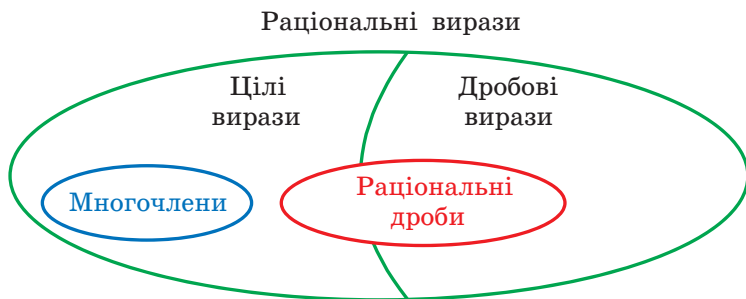 Раціональні вирази
Цілі
вирази
Дробові
вирази
Многочлени
Раціональні
дроби